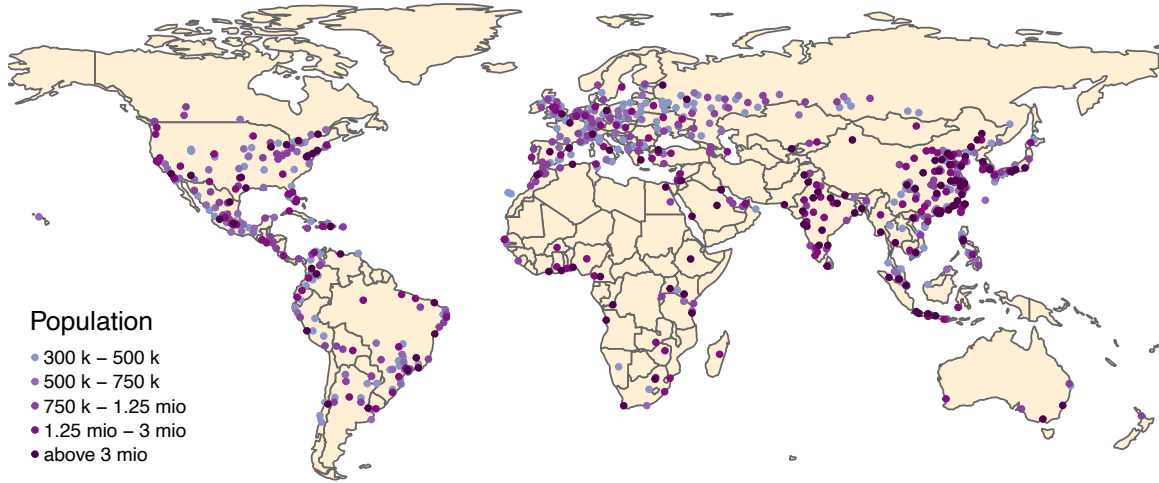 Population
300 k – 500 k
500 k – 750 k
750 k – 1.25 mio
1.25 mio – 3 mio
above 3 mio